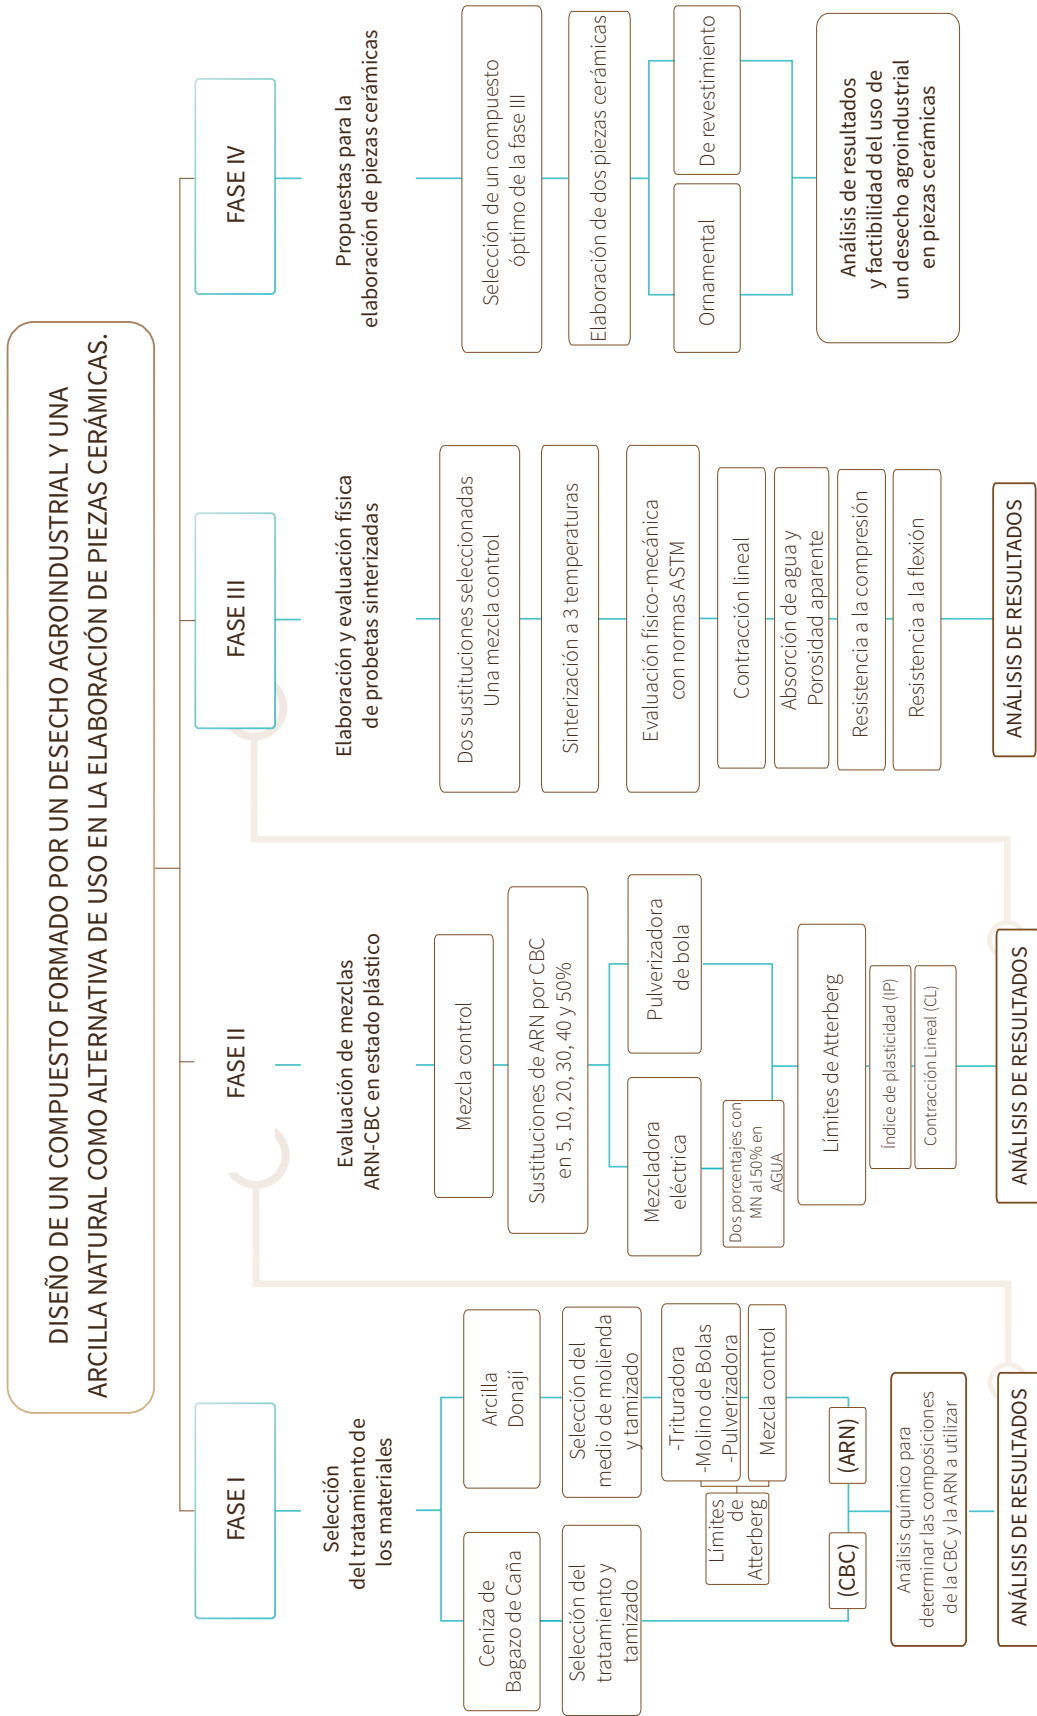 DISEÑO DE UN COMPUESTO FORMADO POR UN DESECHO AGROINDUSTRIAL Y UNA
ARCILLA NATURAL COMO ALTERNATIVA DE USO EN LA ELABORACIÓN DE PIEZAS CERÁMICAS.
FASE I
Selección
del tratamiento de
los materiales
Ceniza de
Bagazo de Caña
Selección del
tratamiento y
tamizado
Arcilla
Donají
Selección del
medio de molienda
y tamizado
-Trituradora
-Molino de Bolas
-Pulverizadora
Límites
de
Atterberg
Mezcla control
(CBC)
(ARN)
Análisis químico para
determinar las composiciones
de la CBC y la ARN a utilizar
ANÁLISIS DE RESULTADOS
FASE II
Evaluación de mezclas
ARN-CBC en estado plástico
Mezcla control
Sustituciones de ARN por CBC
en 5, 10, 20, 30, 40 y 50%
Mezcladora
eléctrica
Pulverizadora
de bola
Dos porcentajes con
MN al 50% en
AGUA
Límites de Atterberg
Índice de plasticidad (IP)
Contracción Lineal (CL)
ANÁLISIS DE RESULTADOS
FASE III
Elaboración y evaluación física
de probetas sinterizadas
Dos sustituciones seleccionadas
Una mezcla control
Sinterización a 3 temperaturas
Evaluación físico-mecánica
con normas ASTM
Contracción lineal
Absorción de agua y
Porosidad aparente
Resistencia a la compresión
Resistencia a la flexión
ANÁLISIS DE RESULTADOS
FASE IV
Propuestas para la
elaboración de piezas cerámicas
Selección de un compuesto
óptimo de la fase III
Elaboración de dos piezas cerámicas
Ornamental
De revestimiento
Análisis de resultados
y factibilidad del uso de
un desecho agroindustrial
en piezas cerámicas